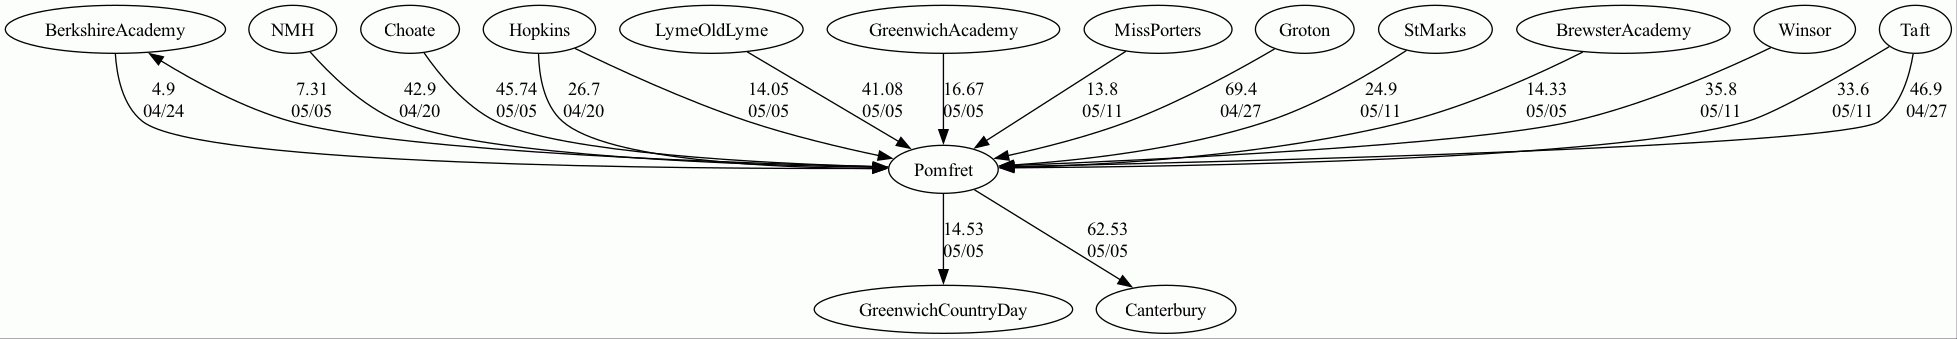 BerkshireAcademy
NMH
Choate
Hopkins
LymeOldLyme
GreenwichAcademy
MissPorters
Groton
StMarks
BrewsterAcademy
Winsor
Taft
4.9
04/24
7.31
05/05
42.9
04/20
45.74
05/05
26.7
04/20
14.05
05/05
41.08
05/05
16.67
05/05
13.8
05/11
69.4
04/27
24.9
05/11
14.33
05/05
35.8
05/11
33.6
05/11
46.9
04/27
Pomfret
14.53
05/05
62.53
05/05
GreenwichCountryDay
Canterbury